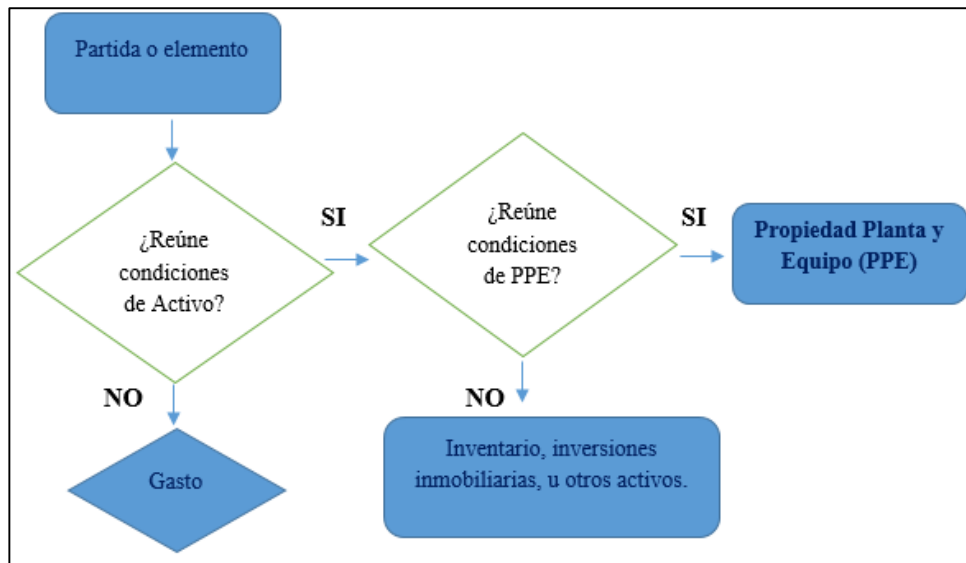 Partida o elemento
¿Reúne
condiciones
de Activo?
SI
¿Reúne
condiciones
de PPE?
SI
Propiedad Planta y
Equipo (PPE)
NO
Gasto
NO
Inventario, inversiones
inmobiliarias, u otros activos.